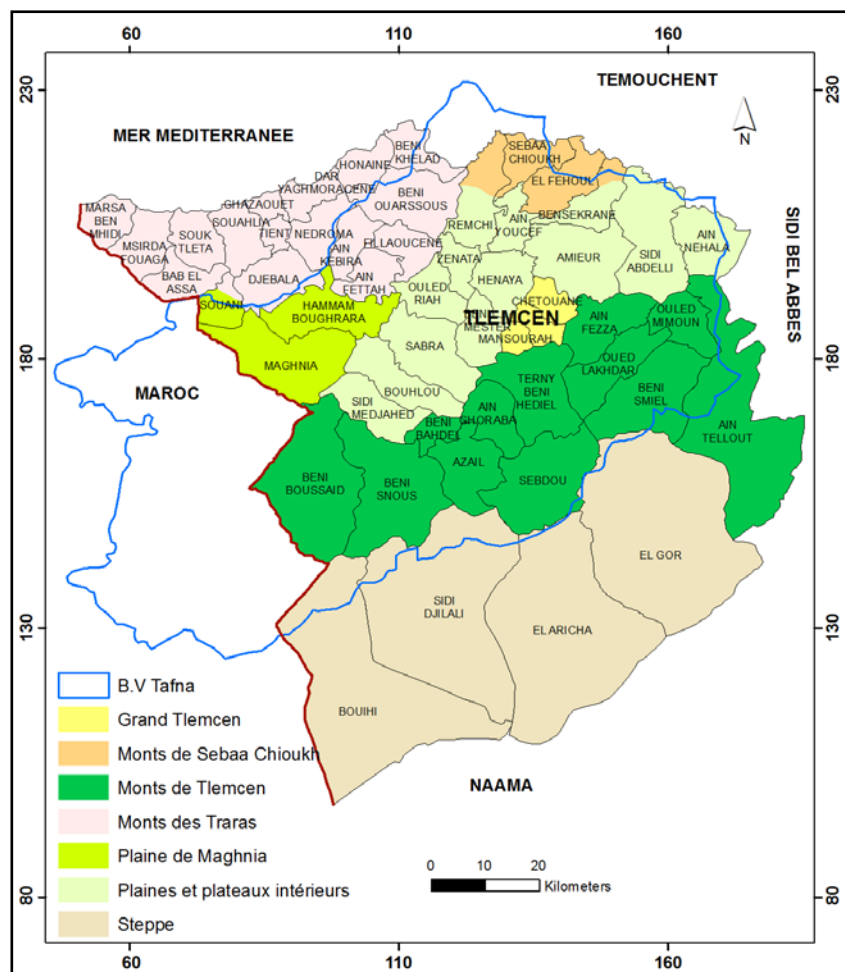 60
110
160
230
TEMOUCHENT
MER MEDITERRANEE
N
BENI
KHELAD
SEBAA
CHIOUKH
HONAINE
DAR
YAGHMORACENE
EL FEHOUL
BENI
OUARSSOUS
GHAZAOUET
MARSA
BEN
MHIDI
SOUAHLIA
BENSEKRANE
SOUK
TLETA
TIENT
NEDROMA
REMCHI
AIN
YOUCEF
AIN
NEHALA
SIDI BEL ABBES
MSIRDA
FOUAGA
AIN
KEBIRA
FILLAOUCENE
ZENATA
AMIEUR
SIDI
ABDELLI
BAB EL
ASSA
DJEBALA
AIN
FETTAH
OULED
RIAH
HENAYA
SOUANI
HAMMAM
BOUGHRARA
CHETOUANE
AIN
FEZZA
OULED
MIMOUN
TLEMCEN
MESTER
MANSOURAH
180
180
SABRA
MAGHNIA
OUED
LAKHDAR
MAROC
TERNY
BENI
HEDIEL
BENI
SMIEL
BOUHLOU
SIDI
MEDJAHED
AIN
GHORABA
BENI
BAHDEL
AIN
TELLOUT
AZAIL
SEBDOU
BENI
BOUSSAID
BENI
SNOUS
EL GOR
SIDI
DJILALI
EL ARICHA
130
130
BOUIHI
NAAMA
B.V Tafna
Grand Tlemcen
Monts de Sebaa Chioukh
Monts de Tlemcen
Monts des Traras
Plaine de Maghnia
Plaines et plateaux intérieurs
Steppe
0 10 20
Kilometers
80
80
60
110
160